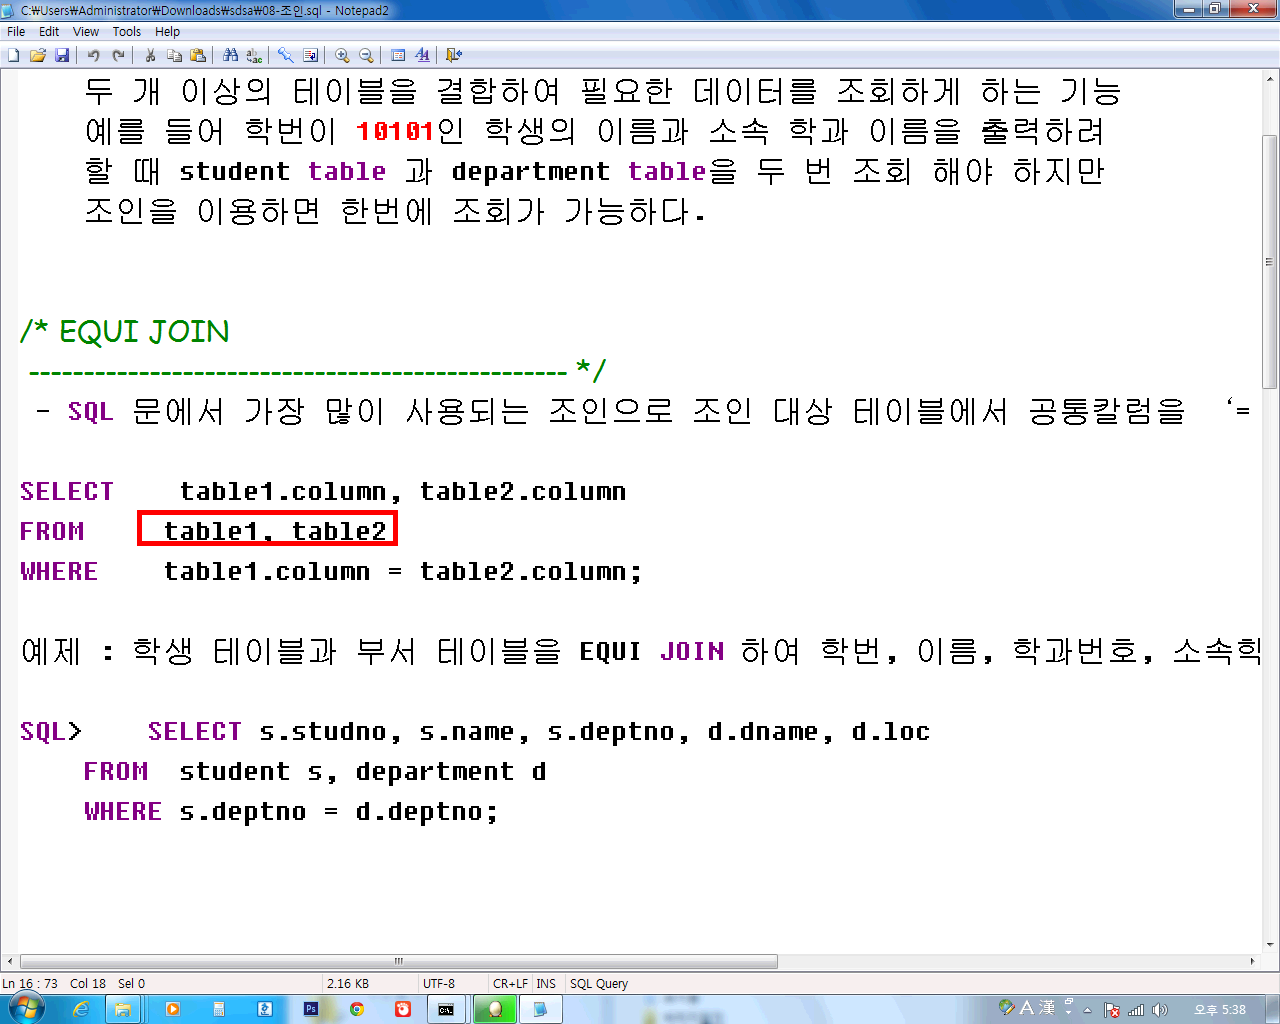 C:₩Users₩Administrator₩Downloads₩sdsa₩08-조인.sql - Notepad2
File Edit View Tools Help
두 개 이상의 테이블을 결합하여 필요한 데이터를 조회하게 하는 기능
예를 들어 학번이 10101인 학생의 이름과 소속 학과 이름을 출력하려
할 때 student table 과 department table을 두 번 조회 해야 하지만
조인을 이용하면 한번에 조회가 가능하다.
/* EQUI JOIN
------------------------------------------------ */
- SQL 문에서 가장 많이 사용되는 조인으로 조인 대상 테이블에서 공통칼럼을 ‘=
SELECT table1.column, table2.column
FROM table1, table2
WHERE table1.column = table2.column;
예제 : 학생 테이블과 부서 테이블을 EQUI JOIN 하여 학번, 이름, 학과번호, 소속학
SQL> SELECT s.studno, s.name, s.deptno, d.dname, d.loc
FROM student s, department d
WHERE s.deptno = d.deptno;
Ln 16 : 73 Col 18 Sel 0 2.16 KB UTF-8 CR+LF INS SQL Query
Ps A 漢 오후 5:38